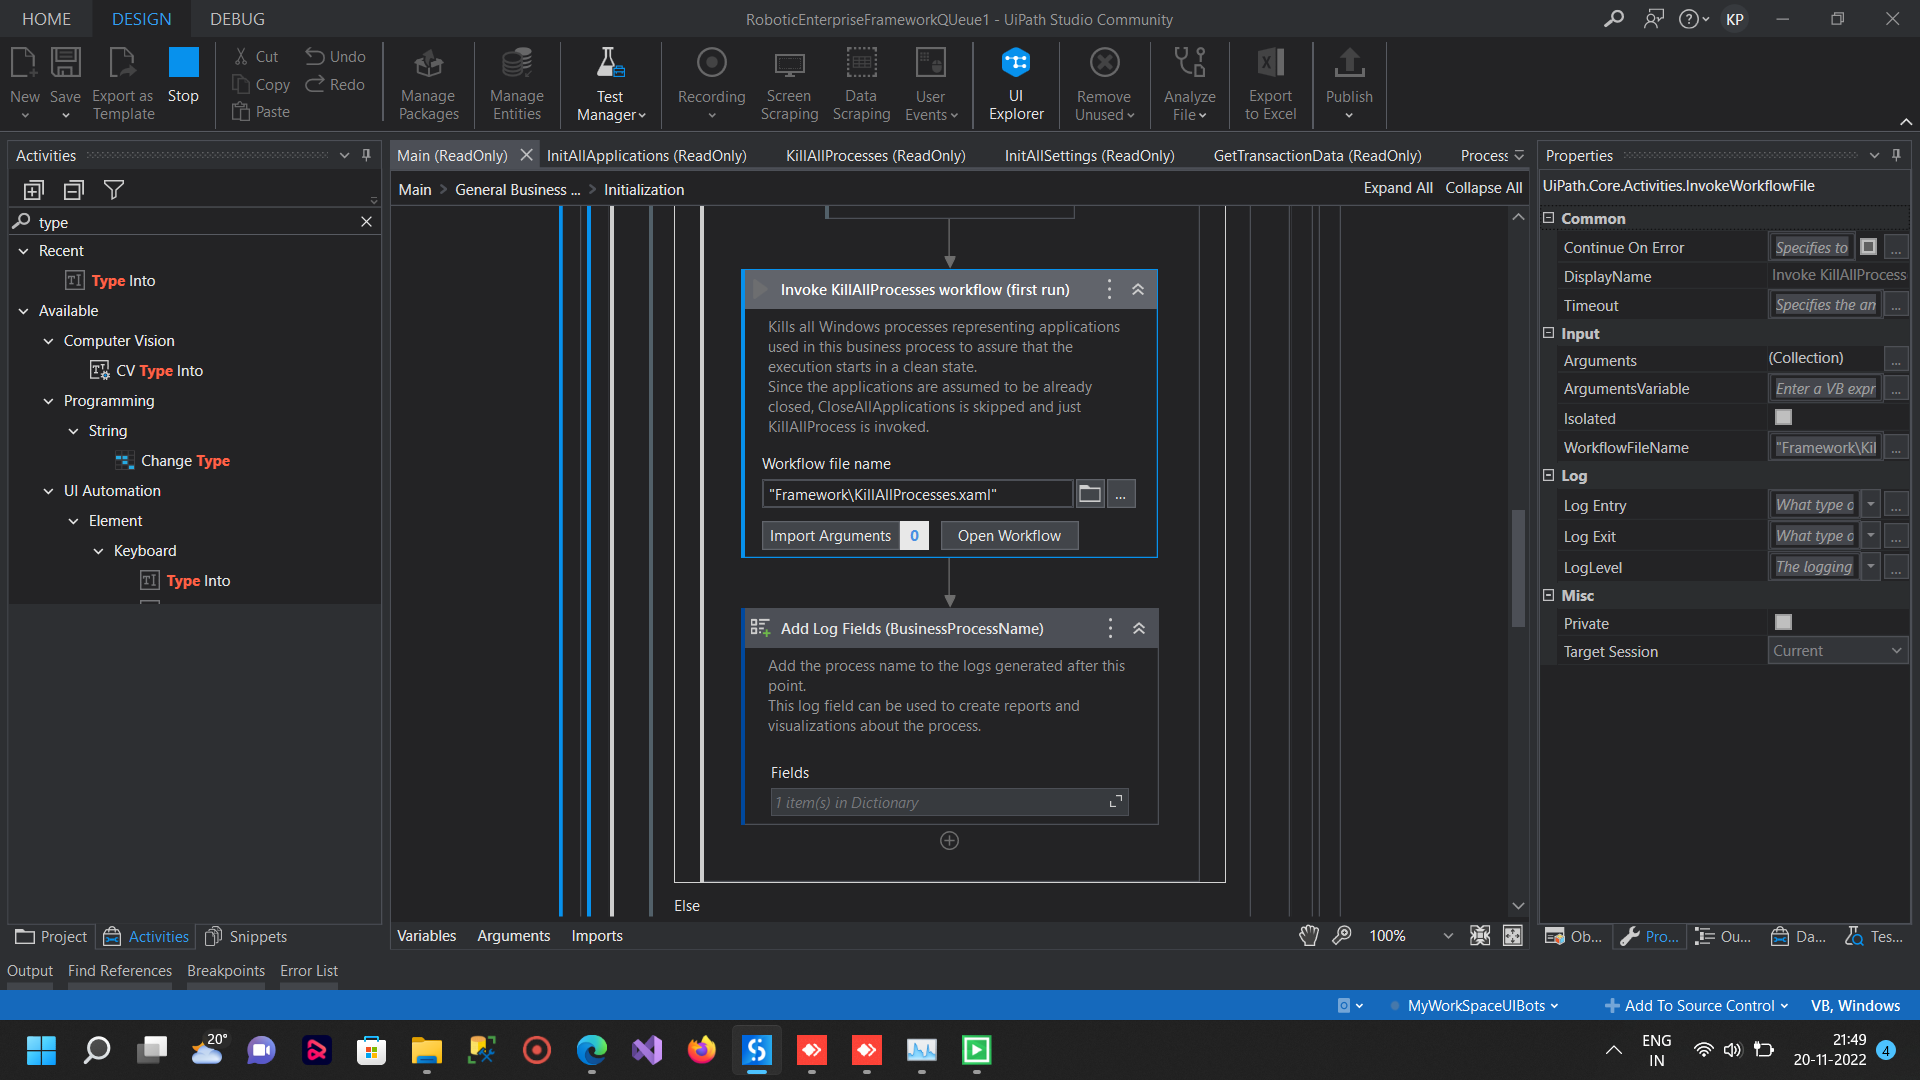 HOME
DESIGN
DEBUG
RoboticEnterpriseFrameworkQUeue1 - UiPath Studio Community
KP
New
Save
Export as
Template
Stop
Cut
Copy
Paste
Undo
Redo
Manage
Packages
Manage
Entities
Test
Manager
Recording
Screen
Scraping
Data
Scraping
User
Events
UI
Explorer
Remove
Unused
Analyze
File
Export
to Excel
Publish
Activities
type
Recent
Type Into
Available
Computer Vision
CV Type Into
Programming
String
Change Type
UI Automation
Element
Keyboard
Type Into
Project
Activities
Snippets
Main (ReadOnly)
InitAllApplications (ReadOnly)
KillAllProcesses (ReadOnly)
InitAllSettings (ReadOnly)
GetTransactionData (ReadOnly)
Process
Main > General Business ... > Initialization
Expand All
Collapse All
Invoke KillAllProcesses workflow (first run)
Kills all Windows processes representing applications
used in this business process to assure that the
execution starts in a clean state.
Since the applications are assumed to be already
closed, CloseAllApplications is skipped and just
KillAllProcess is invoked.
Workflow file name
"Framework\KillAllProcesses.xaml"
...
Import Arguments 0
Open Workflow
Add Log Fields (BusinessProcessName)
Add the process name to the logs generated after this
point.
This log field can be used to create reports and
visualizations about the process.
Fields
1 item(s) in Dictionary
Else
Variables
Arguments
Imports
100%
Properties
UiPath.Core.Activities.InvokeWorkflowFile
Common
Continue On Error
Specifies to
...
DisplayName
Invoke KillAllProcess
Timeout
Specifies the an
...
Input
Arguments
(Collection)
...
ArgumentsVariable
Enter a VB expr
...
Isolated
WorkflowFileName
"Framework\Kil
...
Log
Log Entry
What type o
...
Log Exit
What type o
...
LogLevel
The logging
...
Misc
Private
Target Session
Current
Ob...
Pro...
Ou...
Da...
Tes...
Output
Find References
Breakpoints
Error List
MyWorkSpaceUIBots
Add To Source Control
VB, Windows
20°
ENG
IN
21:49
20-11-2022
4